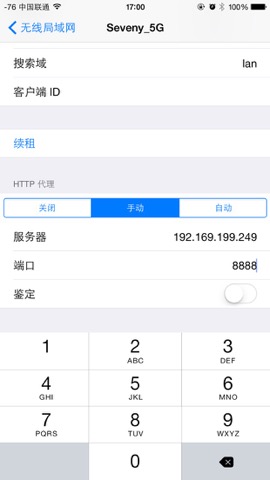 -76 中国联通 17:00 100%
无线局域网 Seveny_5G
搜索域 lan
客户端 ID
续租
HTTP 代理
关闭 手动 自动
服务器 192.169.199.249
端口 8888
鉴定
1 2 3
ABC DEF
4 5 6
GHI JKL MNO
7 8 9
PQRS TUV WXYZ
0